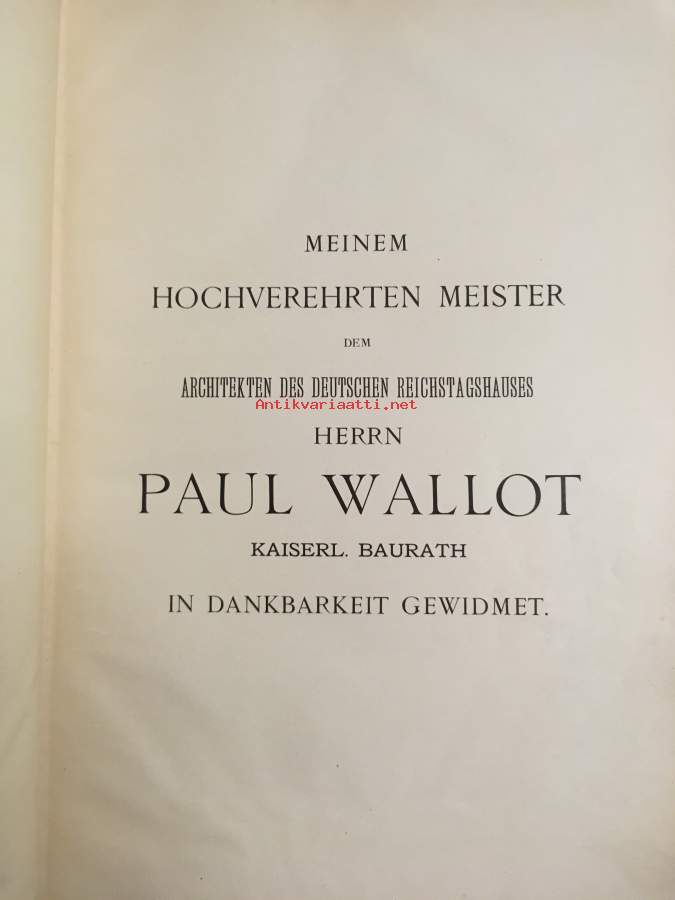 MEINEM
HOCHVEREHRTEN MEISTER
DEM
ARCHITEKTEN DES DEUTSCHEN REICHSTAGSHAUSES
Antikvariaatti.net
HERRN
PAUL WALLOT
KAISERL. BAURATH
IN DANKBARKEIT GEWIDMET.